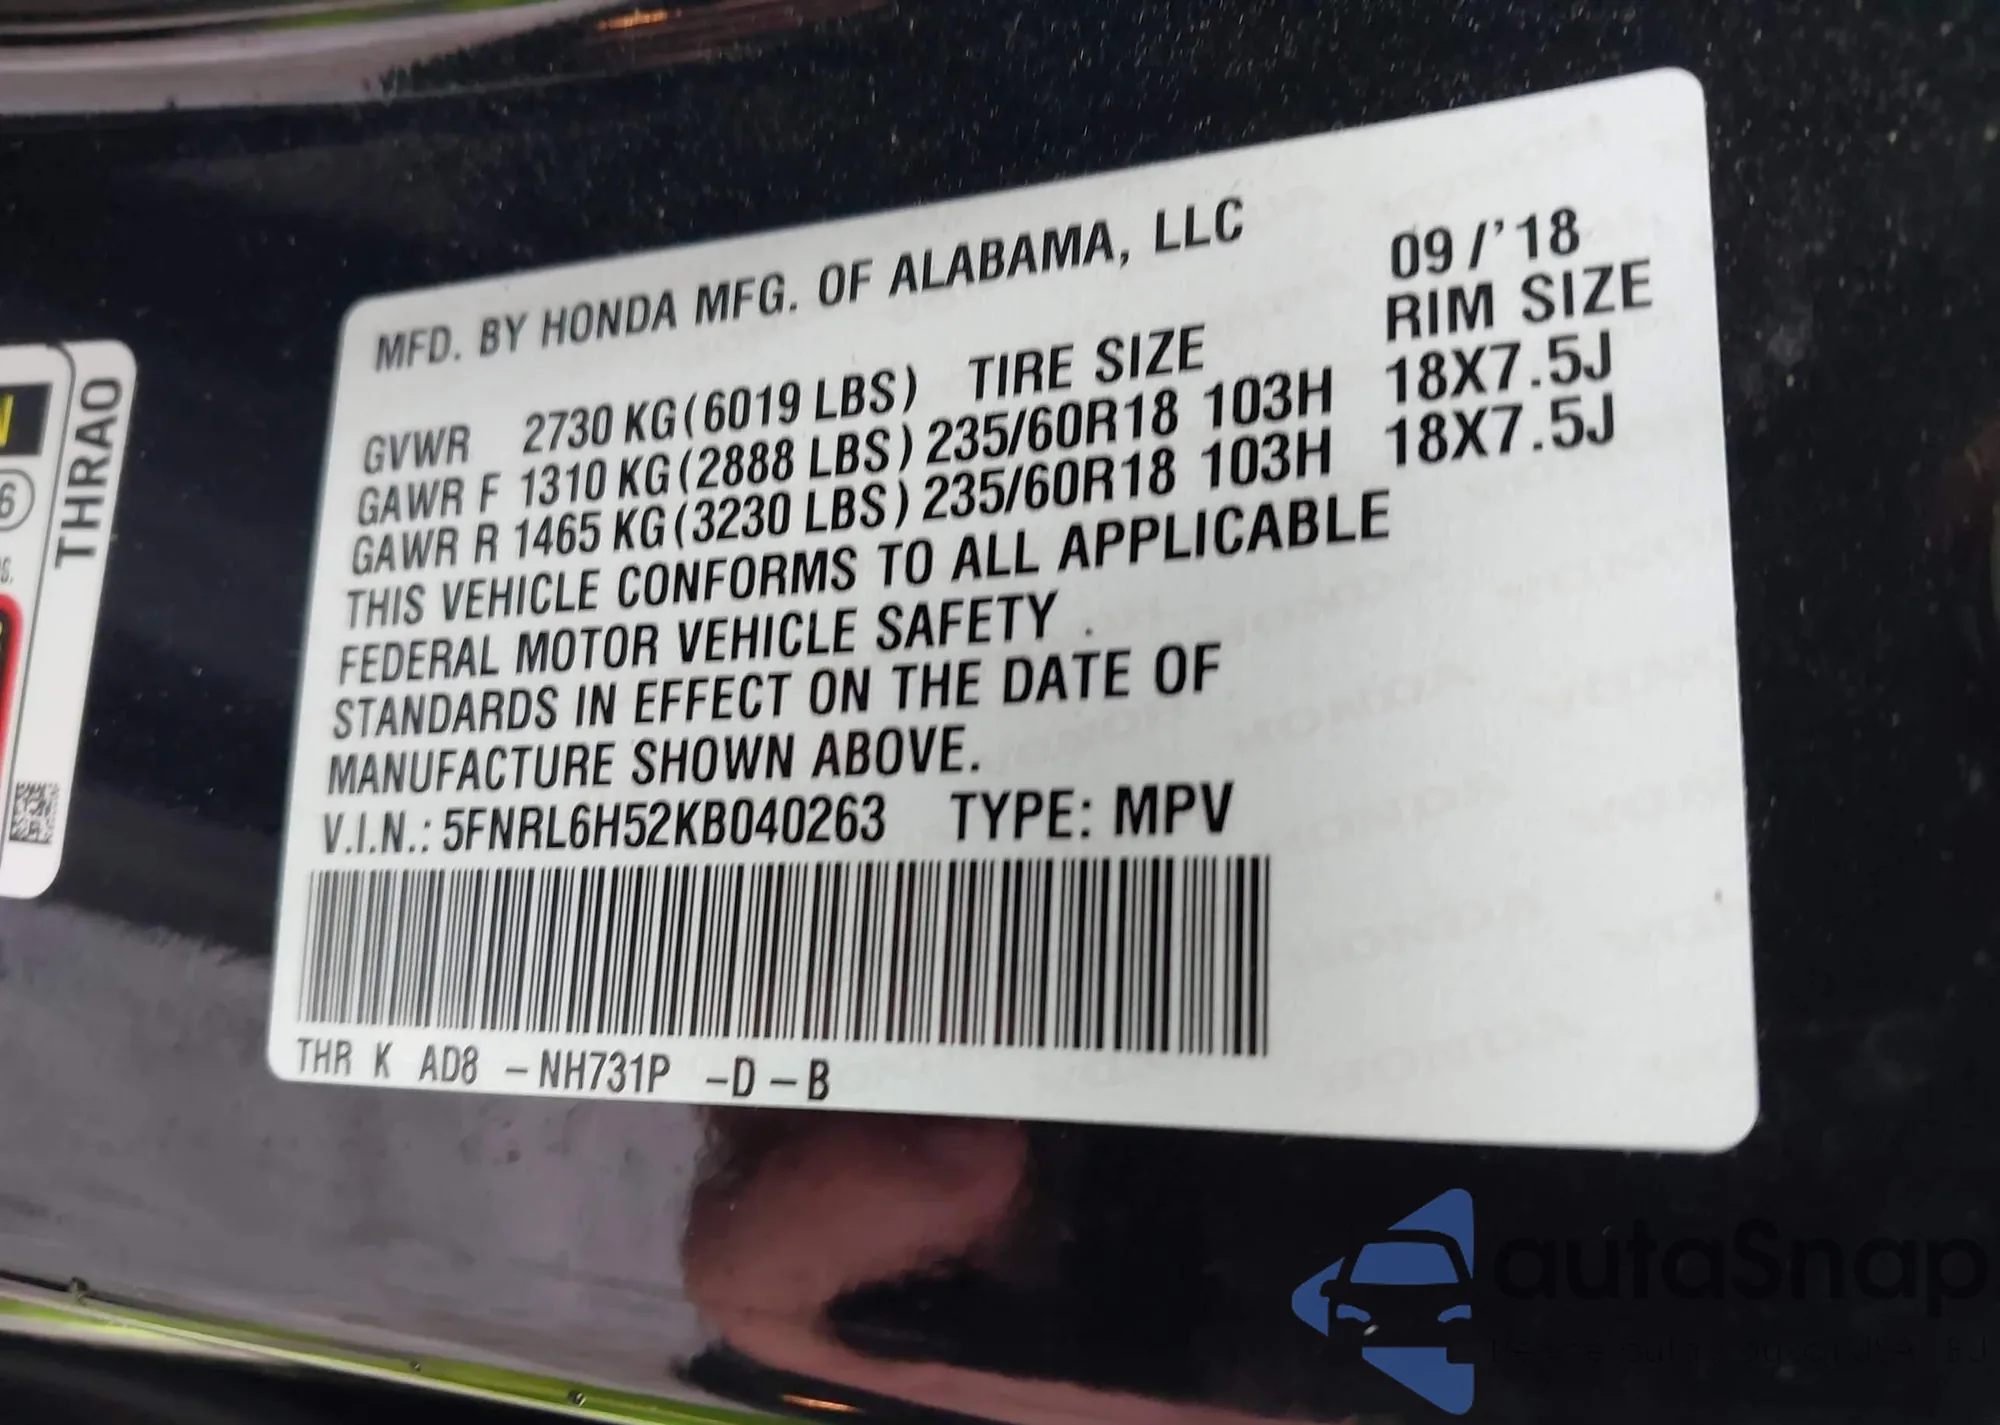 MFD. BY HONDA MFG. OF ALABAMA, LLC 09/'18
GVWR 2730 KG(6019 LBS) TIRE SIZE RIM SIZE
GAWR F 1310 KG(2888 LBS) 235/60R18 103H 18X7.5J
GAWR R 1465 KG(3230 LBS) 235/60R18 103H 18X7.5J
THIS VEHICLE CONFORMS TO ALL APPLICABLE
FEDERAL MOTOR VEHICLE SAFETY
STANDARDS IN EFFECT ON THE DATE OF
MANUFACTURE SHOWN ABOVE.
V.I.N.: 5FNRL6H52KB040263 TYPE: MPV
THR K AD8 -NH731P -D-B
THRAO
6
autaSnap